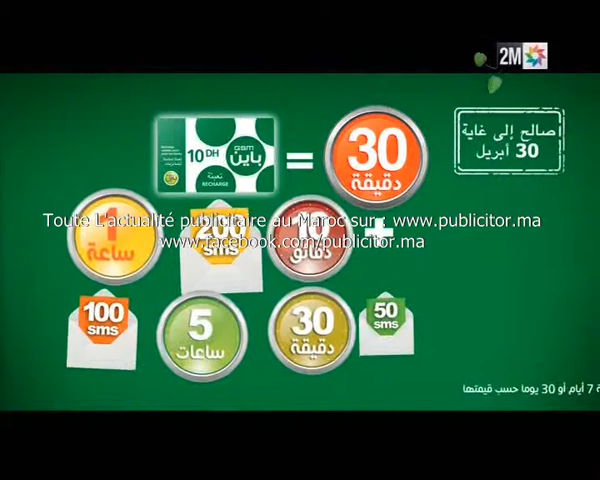 2M
صالح إلى غاية
30 أبريل
GSM
باين
10 DH
تعبئة
RECHARGE
=
30
دقيقة
Toute L'actualité publicitaire au Maroc sur : www.publicitor.ma
www.facebook.com/publicitor.ma
1
ساعة
200
sms
10
دقائق
+
100
sms
5
ساعات
30
دقيقة
50
sms
ة 7 أيام أو 30 يوما حسب قيمتها